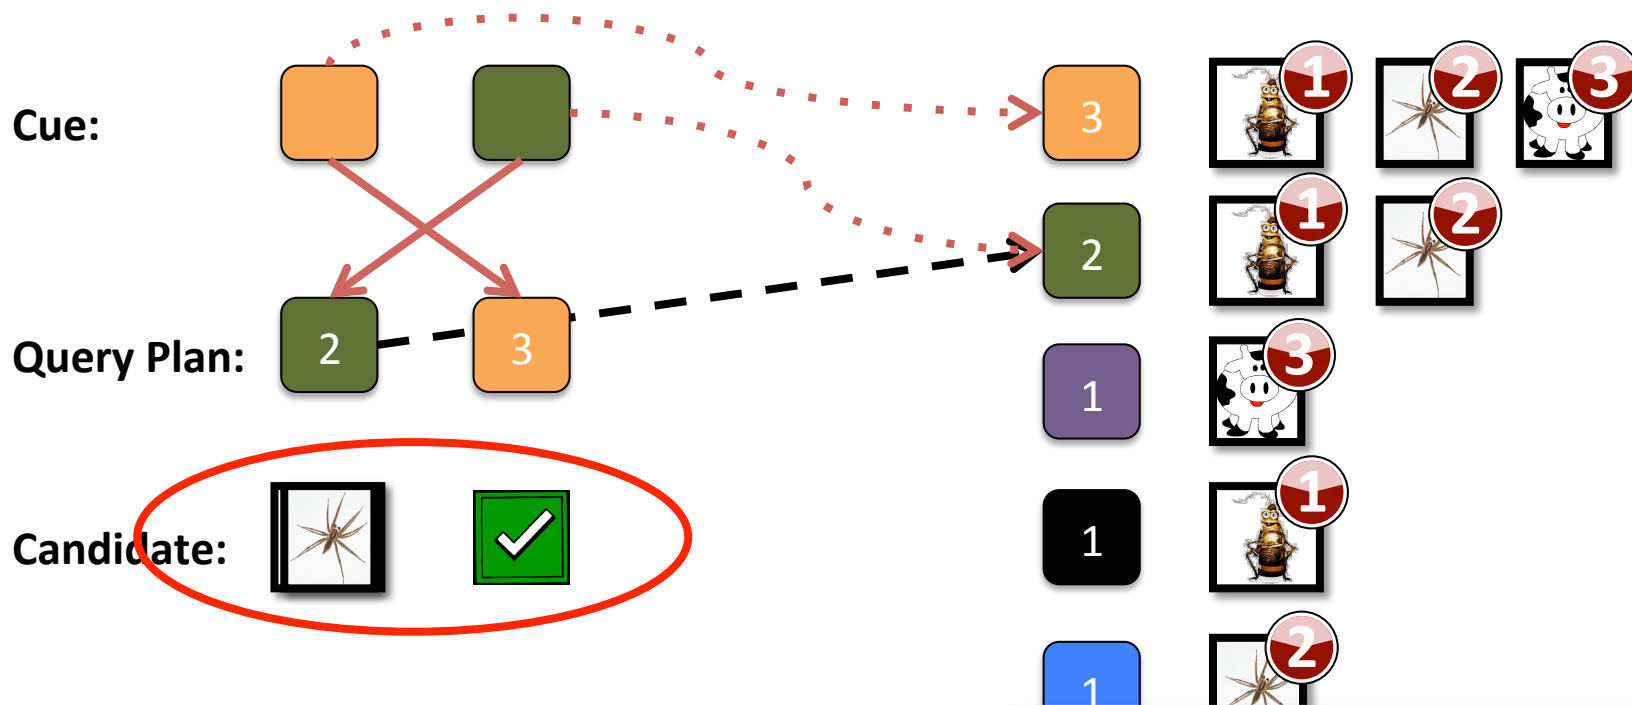 Cue:
3 1 2 3
2 1 2
Query Plan: 2 3
1 3
Candidate:
1 1
1 2